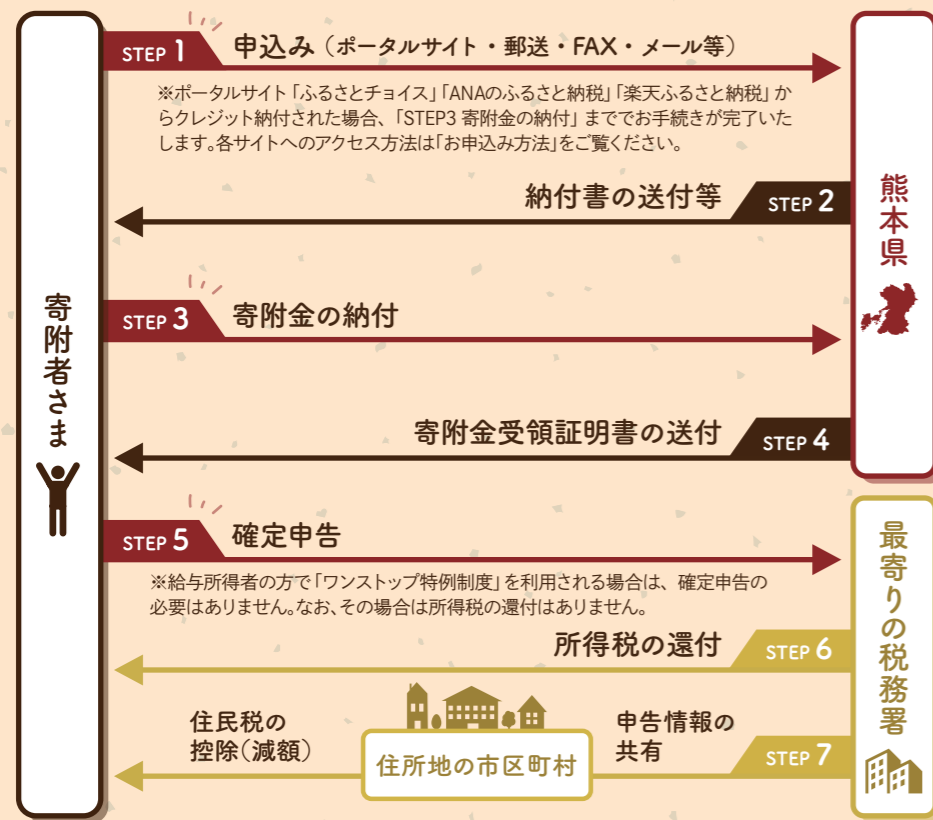 寄附者さま
STEP 1 申込み（ポータルサイト・郵送・FAX・メール等）
※ポータルサイト「ふるさとチョイス」「ANAのふるさと納税」「楽天ふるさと納税」か
らクレジット納付された場合、「STEP3 寄附金の納付」まででお手続きが完了いた
します。各サイトへのアクセス方法は「お申込み方法」をご覧ください。
納付書の送付等 STEP 2
熊本県
STEP 3 寄附金の納付
寄附金受領証明書の送付 STEP 4
STEP 5 確定申告
※給与所得者の方で「ワンストップ特例制度」を利用される場合は、確定申告の
必要はありません。なお、その場合は所得税の還付はありません。
最寄りの税務署
所得税の還付 STEP 6
住民税の
控除（減額）
住所地の市区町村
申告情報の
共有
STEP 7